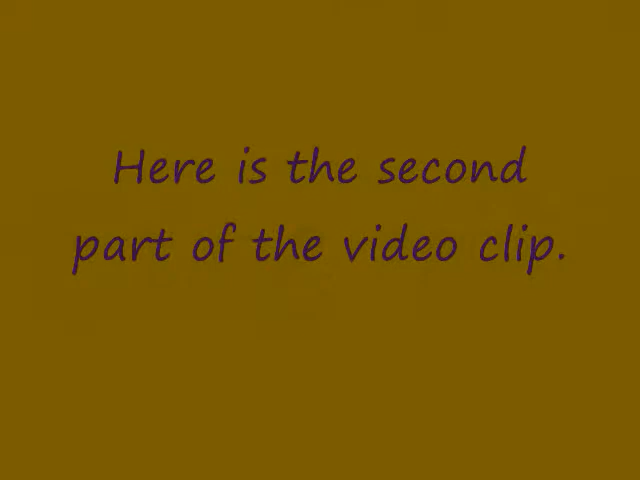 Here is the second
part of the video clip.